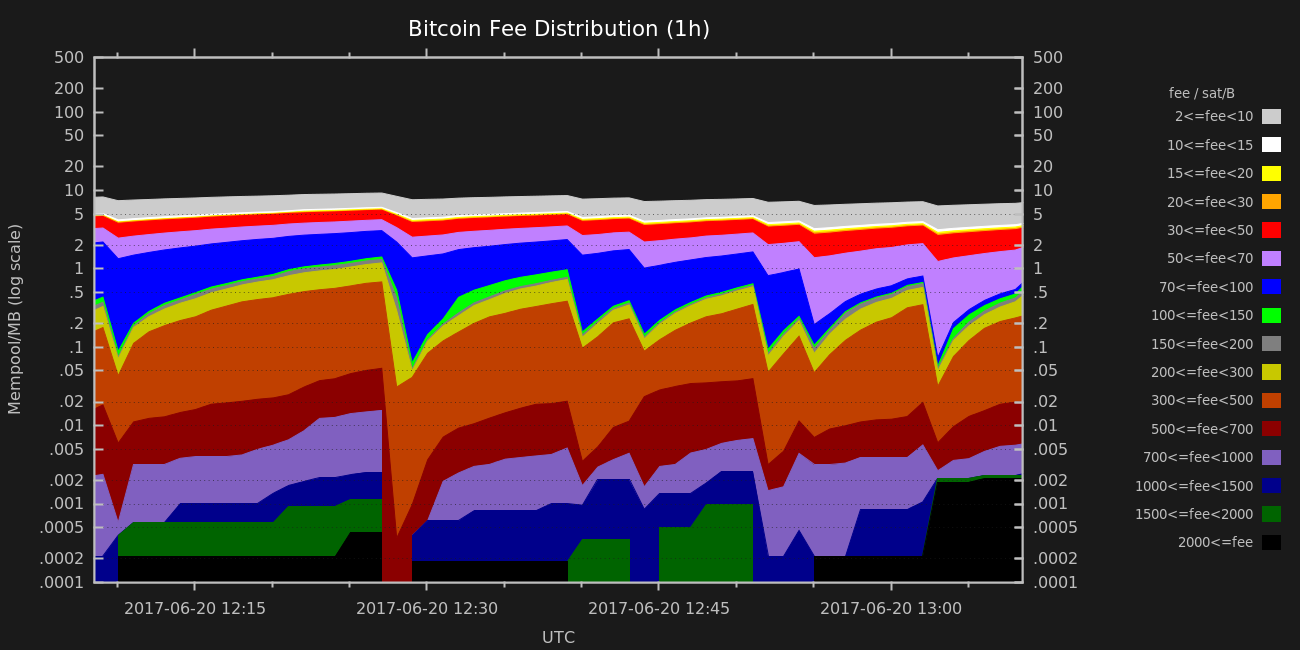 Bitcoin Fee Distribution (1h)
500 500
200 200
100 100
50 50
20 20
10 10
5 5
2 2
1 1
.5 .5
.2 .2
.1 .1
.05 .05
.02 .02
.01 .01
.005 .005
.002 .002
.001 .001
.0005 .0005
.0002 .0002
.0001 .0001
Mempool/MB (log scale)
2017-06-20 12:15 2017-06-20 12:30 2017-06-20 12:45 2017-06-20 13:00
UTC
fee / sat/B
2<=fee<10
10<=fee<15
15<=fee<20
20<=fee<30
30<=fee<50
50<=fee<70
70<=fee<100
100<=fee<150
150<=fee<200
200<=fee<300
300<=fee<500
500<=fee<700
700<=fee<1000
1000<=fee<1500
1500<=fee<2000
2000<=fee